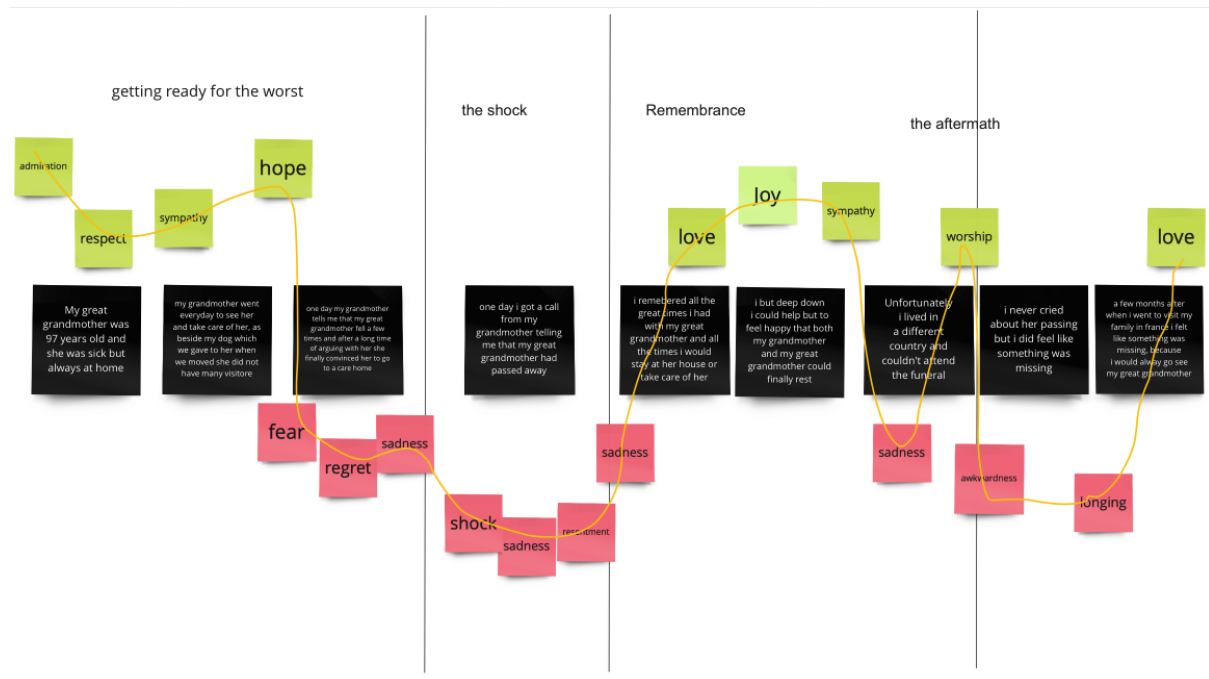 getting ready for the worst
the shock
Remembrance
the aftermath
admiration
respect
sympathy
hope
love
Joy
sympathy
worship
love
My great
grandmother was
97 years old and
she was sick but
always at home
my grandmother went
everyday to see her
and take care of her, as
beside my dog which
we gave to her when
we moved she did not
have many visitore
one day my grandmother
tells me that my great
grandmother fell a few
times and after a long time
of arguing with her she
finally convinced her to go
to a care home
one day i got a call
from my
grandmother telling
me that my great
grandmother had
passed away
i remebered all the
great times i had
with my great
grandmother and all
the times i would
stay at her house or
take care of her
i but deep down
i could help but to
feel happy that both
my grandmother
and my great
grandmother could
finally rest
Unfortunately
i lived in
a different
country and
couldn't attend
the funeral
i never cried
about her passing
but i did feel like
something was
missing
a few months after
when i went to visit my
family in france i felt
like something was
missing, because
i would alway go see
my great grandmother
fear
regret
sadness
shock
sadness
resentment
sadness
sadness
awkwardness
longing